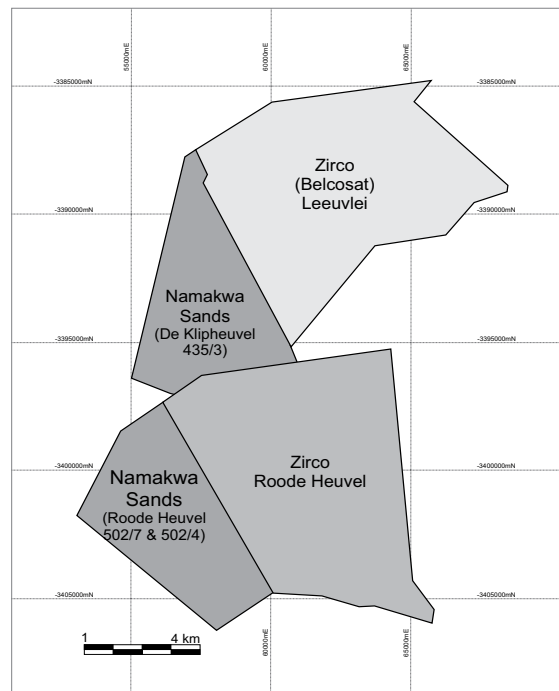 55000mE
60000mE
65000mE
-3385000mN
-3385000mN
Zirco
(Belcosat)
Leeuvlei
-3390000mN
-3390000mN
Namakwa
Sands
(De Klipheuvel
435/3)
-3395000mN
-3395000mN
Zirco
Roode Heuvel
Namakwa
Sands
(Roode Heuvel
502/7 & 502/4)
-3400000mN
-3400000mN
-3405000mN
-3405000mN
1 4 km
55000mE
60000mE
65000mE